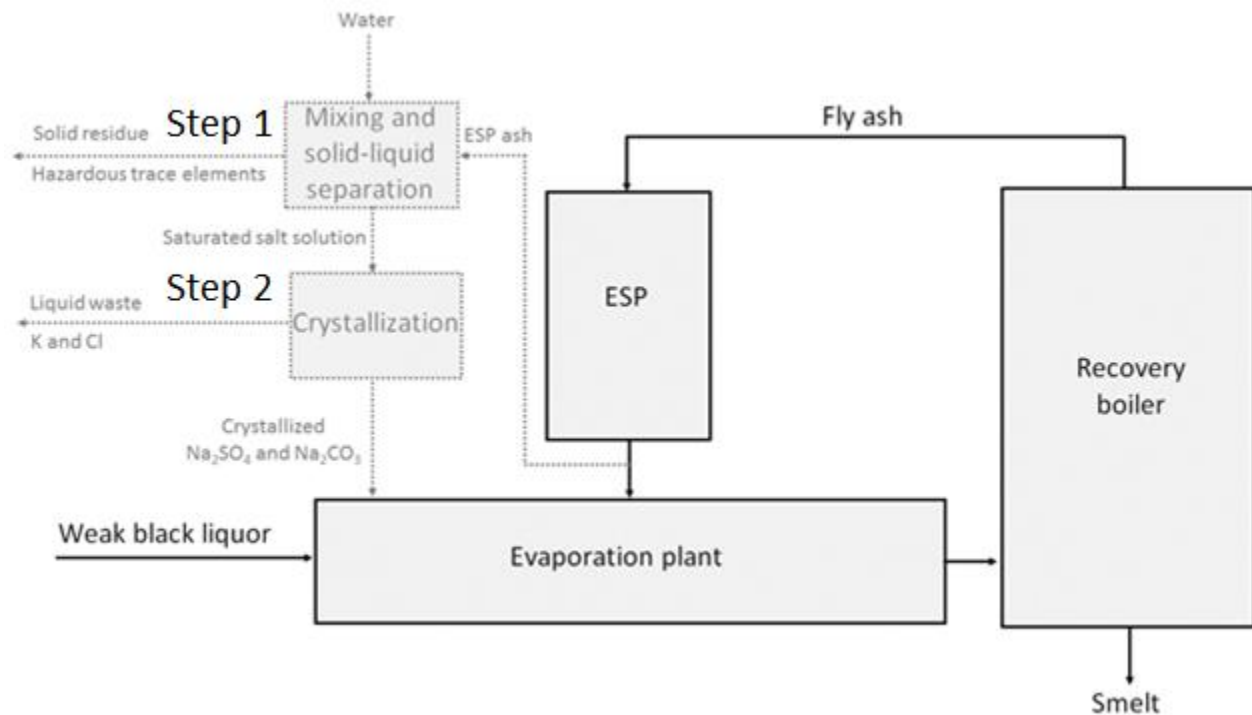 Water
Step 1
Mixing and
solid-liquid
separation
Solid residue
Hazardous trace elements
ESP ash
Fly ash
Saturated salt solution
Step 2
Liquid waste
K and Cl
Crystallization
ESP
Recovery
boiler
Crystallized
Na₂SO₄ and Na₂CO₃
Weak black liquor
Evaporation plant
Smelt